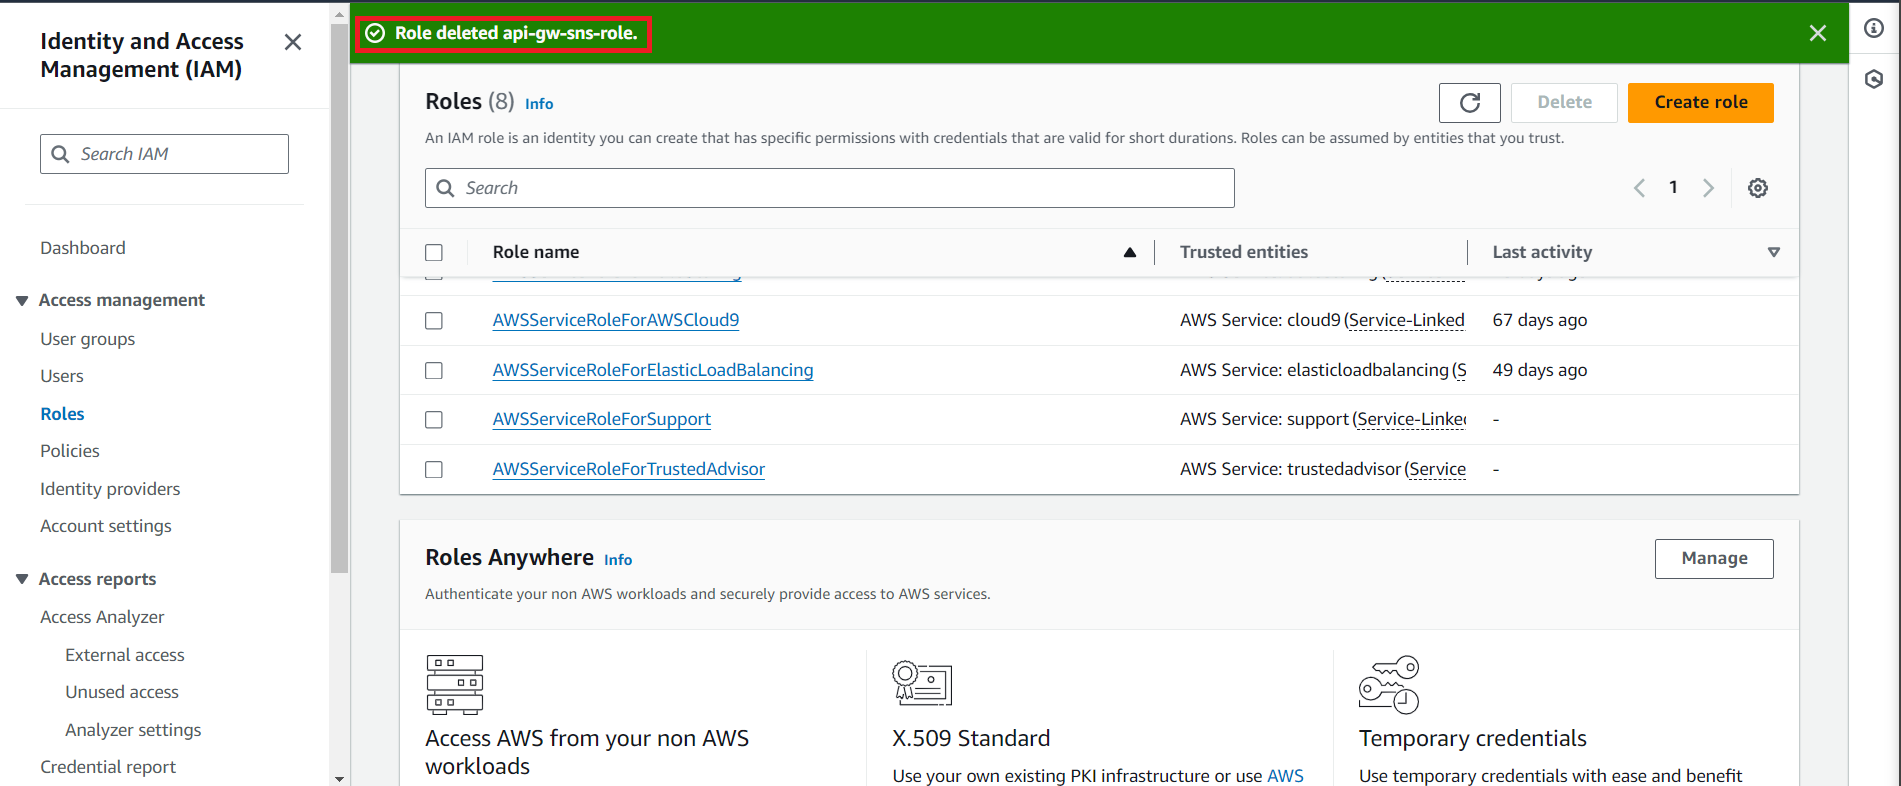 Identity and Access
Management (IAM)
Search IAM
Dashboard
Access management
User groups
Users
Roles
Policies
Identity providers
Account settings
Access reports
Access Analyzer
External access
Unused access
Analyzer settings
Credential report
Role deleted api-gw-sns-role.
Roles (8) Info
Delete
Create role
An IAM role is an identity you can create that has specific permissions with credentials that are valid for short durations. Roles can be assumed by entities that you trust.
Search
1
Role name Trusted entities Last activity
AWSServiceRoleForAWSCloud9 AWS Service: cloud9 (Service-Linked 67 days ago
AWSServiceRoleForElasticLoadBalancing AWS Service: elasticloadbalancing (S 49 days ago
AWSServiceRoleForSupport AWS Service: support (Service-Linked -
AWSServiceRoleForTrustedAdvisor AWS Service: trustedadvisor (Service -
Roles Anywhere Info
Manage
Authenticate your non AWS workloads and securely provide access to AWS services.
Access AWS from your non AWS
workloads
X.509 Standard
Use your own existing PKI infrastructure or use AWS
Temporary credentials
Use temporary credentials with ease and benefit